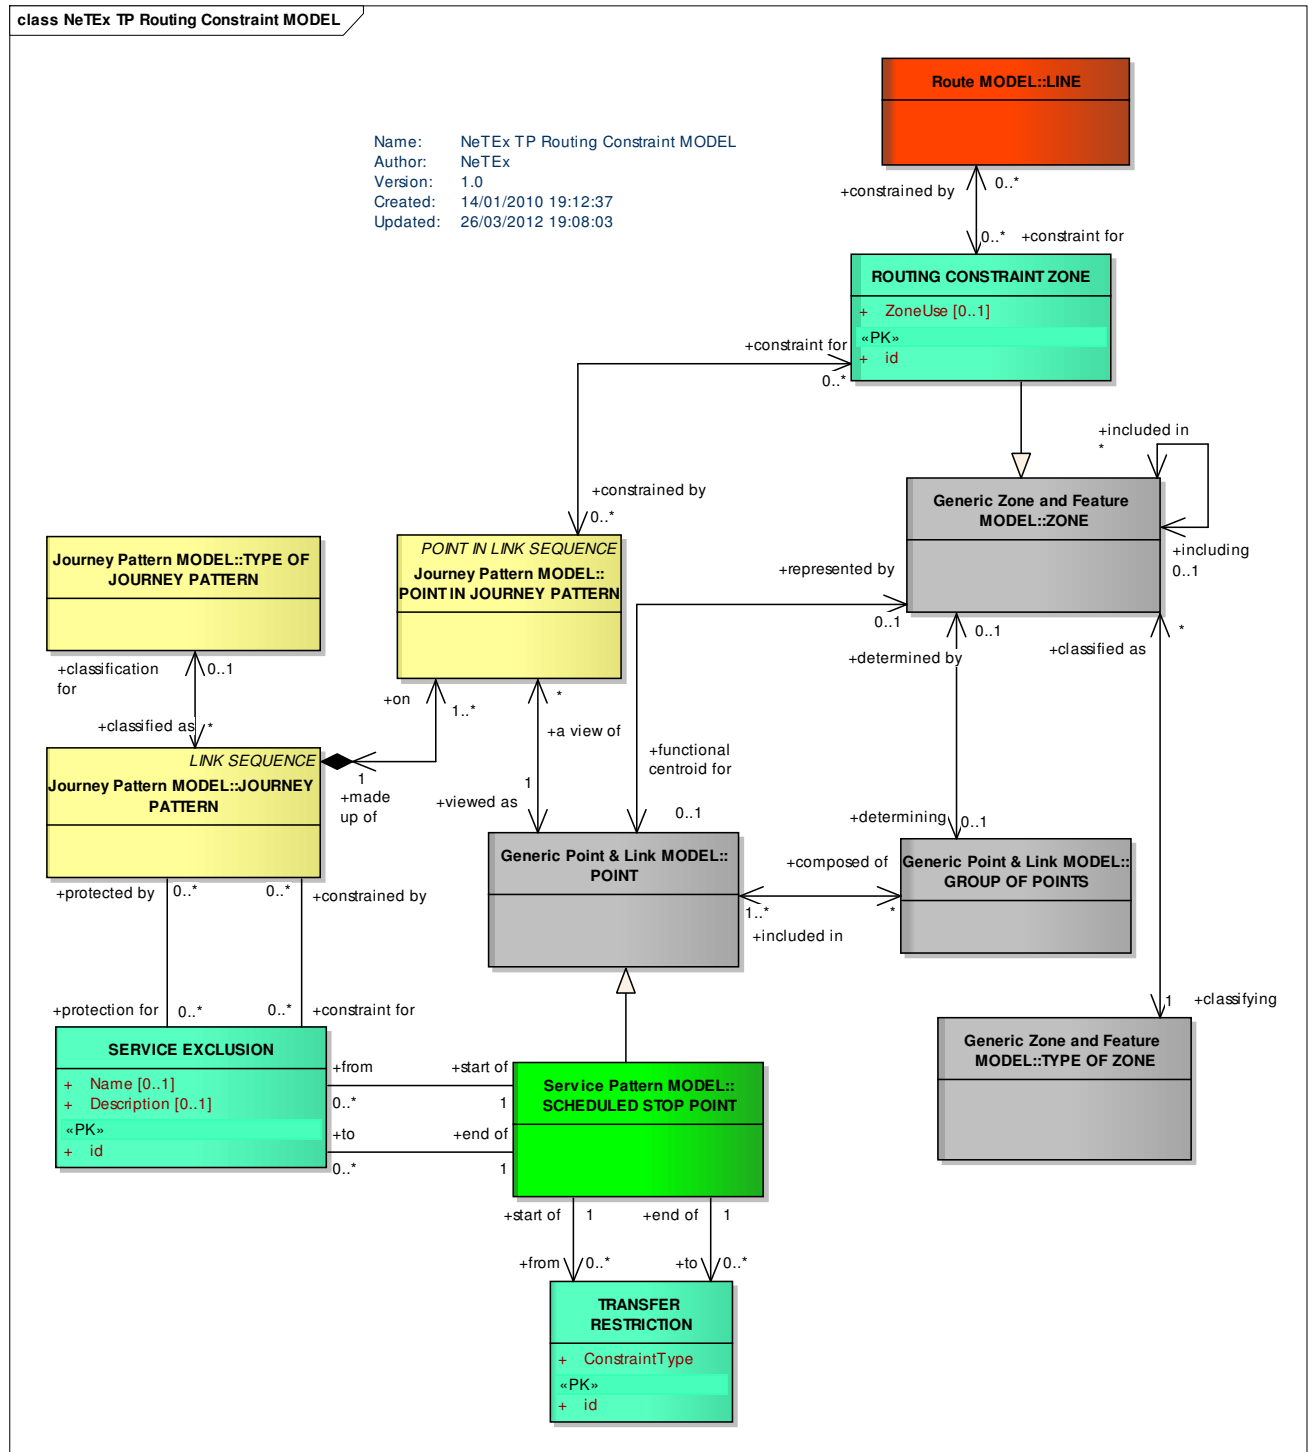 class NeTEx TP Routing Constraint MODEL
Route MODEL::LINE
Name: NeTEx TP Routing Constraint MODEL
Author: NeTEx
Version: 1.0
Created: 14/01/2010 19:12:37
Updated: 26/03/2012 19:08:03
+constrained by
0..*
0..*
+constraint for
ROUTING CONSTRAINT ZONE
+ ZoneUse [0..1]
«PK»
+ id
+constraint for
0..*
+included in
*
+constrained by
0..*
Generic Zone and Feature
MODEL::ZONE
+including
0..1
POINT IN LINK SEQUENCE
Journey Pattern MODEL::
POINT IN JOURNEY PATTERN
Journey Pattern MODEL::TYPE OF
JOURNEY PATTERN
+represented by
0..1
0..1
*
+determined by
+classified as
+classification
for
0..1
+on
1..*
*
+classified as
*
+a view of
+functional
centroid for
LINK SEQUENCE
Journey Pattern MODEL::JOURNEY
PATTERN
1
+made
up of
1
+viewed as
0..1
+determining
0..1
Generic Point & Link MODEL::
POINT
+composed of
Generic Point & Link MODEL::
GROUP OF POINTS
+protected by
0..*
0..*
+constrained by
1..*
*
+included in
+protection for
0..*
0..*
+constraint for
1
+classifying
SERVICE EXCLUSION
+ Name [0..1]
+ Description [0..1]
«PK»
+ id
+from
+start of
0..*
1
+to
+end of
0..*
1
Service Pattern MODEL::
SCHEDULED STOP POINT
Generic Zone and Feature
MODEL::TYPE OF ZONE
+start of
1
+end of
1
+from
0..*
+to
0..*
TRANSFER
RESTRICTION
+ ConstraintType
«PK»
+ id